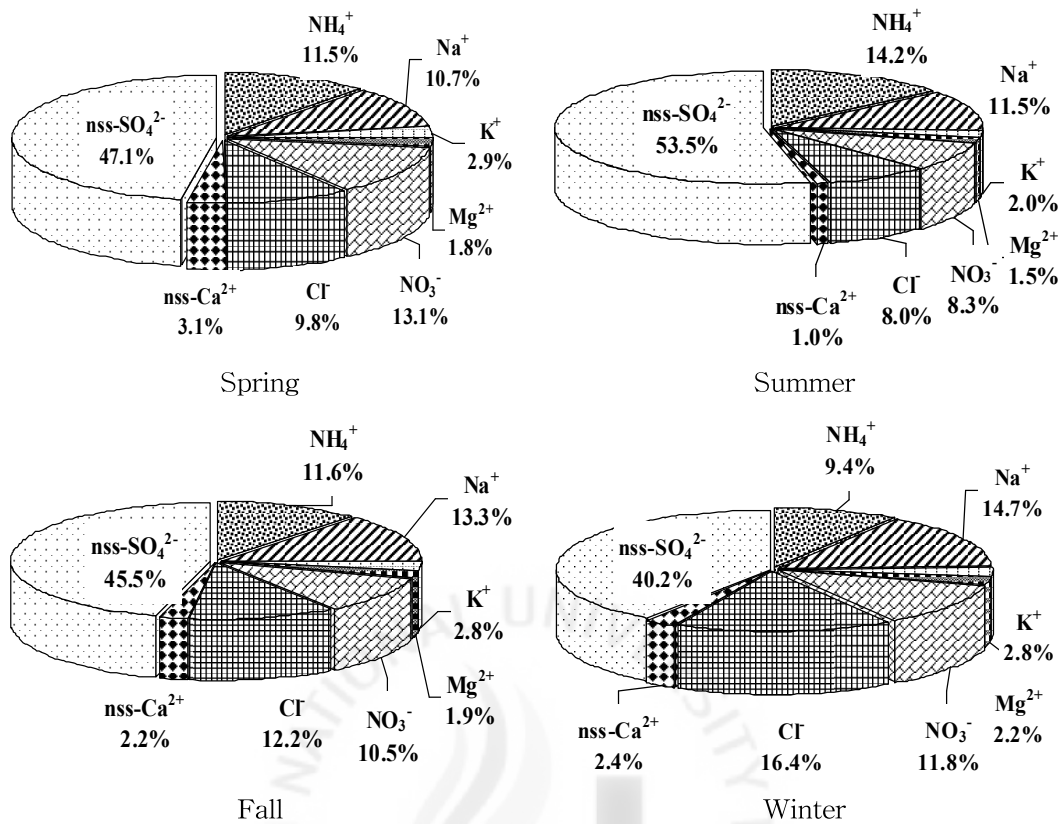 NH₄⁺
11.5%
Na⁺
10.7%
K⁺
2.9%
Mg²⁺
1.8%
NO₃⁻
13.1%
Cl⁻
9.8%
nss-Ca²⁺
3.1%
nss-SO₄²⁻
47.1%
Spring
NH₄⁺
14.2%
Na⁺
11.5%
K⁺
2.0%
Mg²⁺
1.5%
NO₃⁻
8.3%
Cl⁻
8.0%
nss-Ca²⁺
1.0%
nss-SO₄²⁻
53.5%
Summer
NH₄⁺
11.6%
Na⁺
13.3%
K⁺
2.8%
Mg²⁺
1.9%
NO₃⁻
10.5%
Cl⁻
12.2%
nss-Ca²⁺
2.2%
nss-SO₄²⁻
45.5%
Fall
NH₄⁺
9.4%
Na⁺
14.7%
K⁺
2.8%
Mg²⁺
2.2%
NO₃⁻
11.8%
Cl⁻
16.4%
nss-Ca²⁺
2.4%
nss-SO₄²⁻
40.2%
Winter